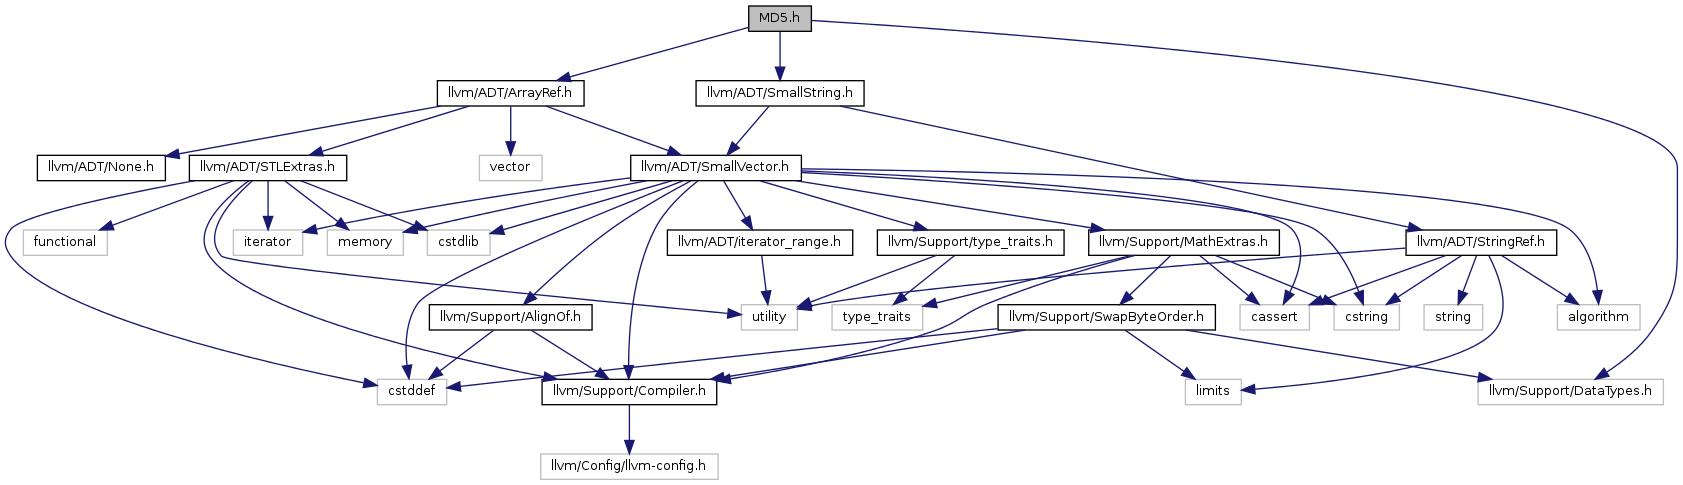 MD5.h
llvm/ADT/ArrayRef.h
llvm/ADT/SmallString.h
llvm/ADT/None.h
llvm/ADT/STLExtras.h
vector
llvm/ADT/SmallVector.h
functional
iterator
memory
cstdlib
llvm/ADT/iterator_range.h
llvm/Support/type_traits.h
llvm/Support/MathExtras.h
llvm/ADT/StringRef.h
llvm/Support/AlignOf.h
utility
type_traits
llvm/Support/SwapByteOrder.h
cassert
cstring
string
algorithm
cstddef
llvm/Support/Compiler.h
limits
llvm/Support/DataTypes.h
llvm/Config/llvm-config.h